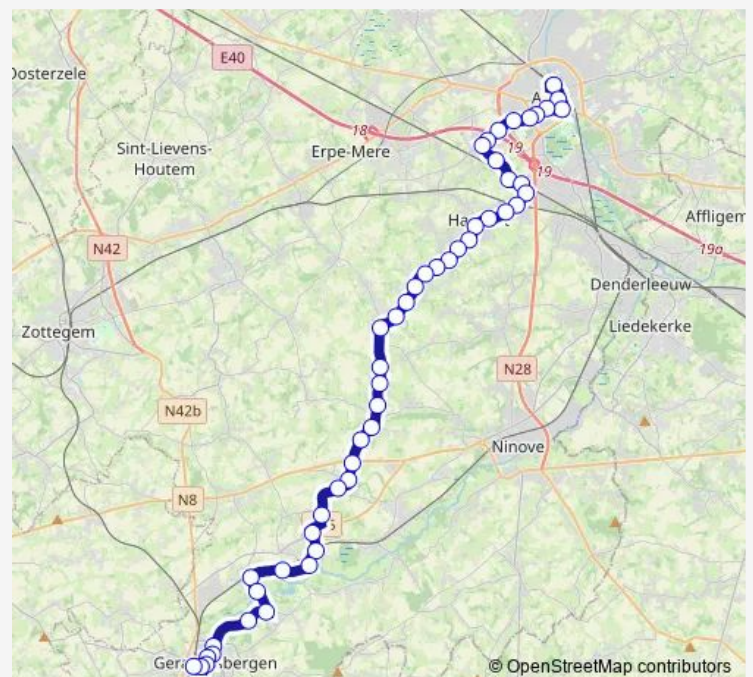 E40
Oosterzele
18
19
Sint-Lievens-
Houtem
Erpe-Mere
19
Affligem
N42
19a
Denderleeuw
Zottegem
Liedekerke
N28
N42b
Ninove
N8
© OpenStreetMap contributors